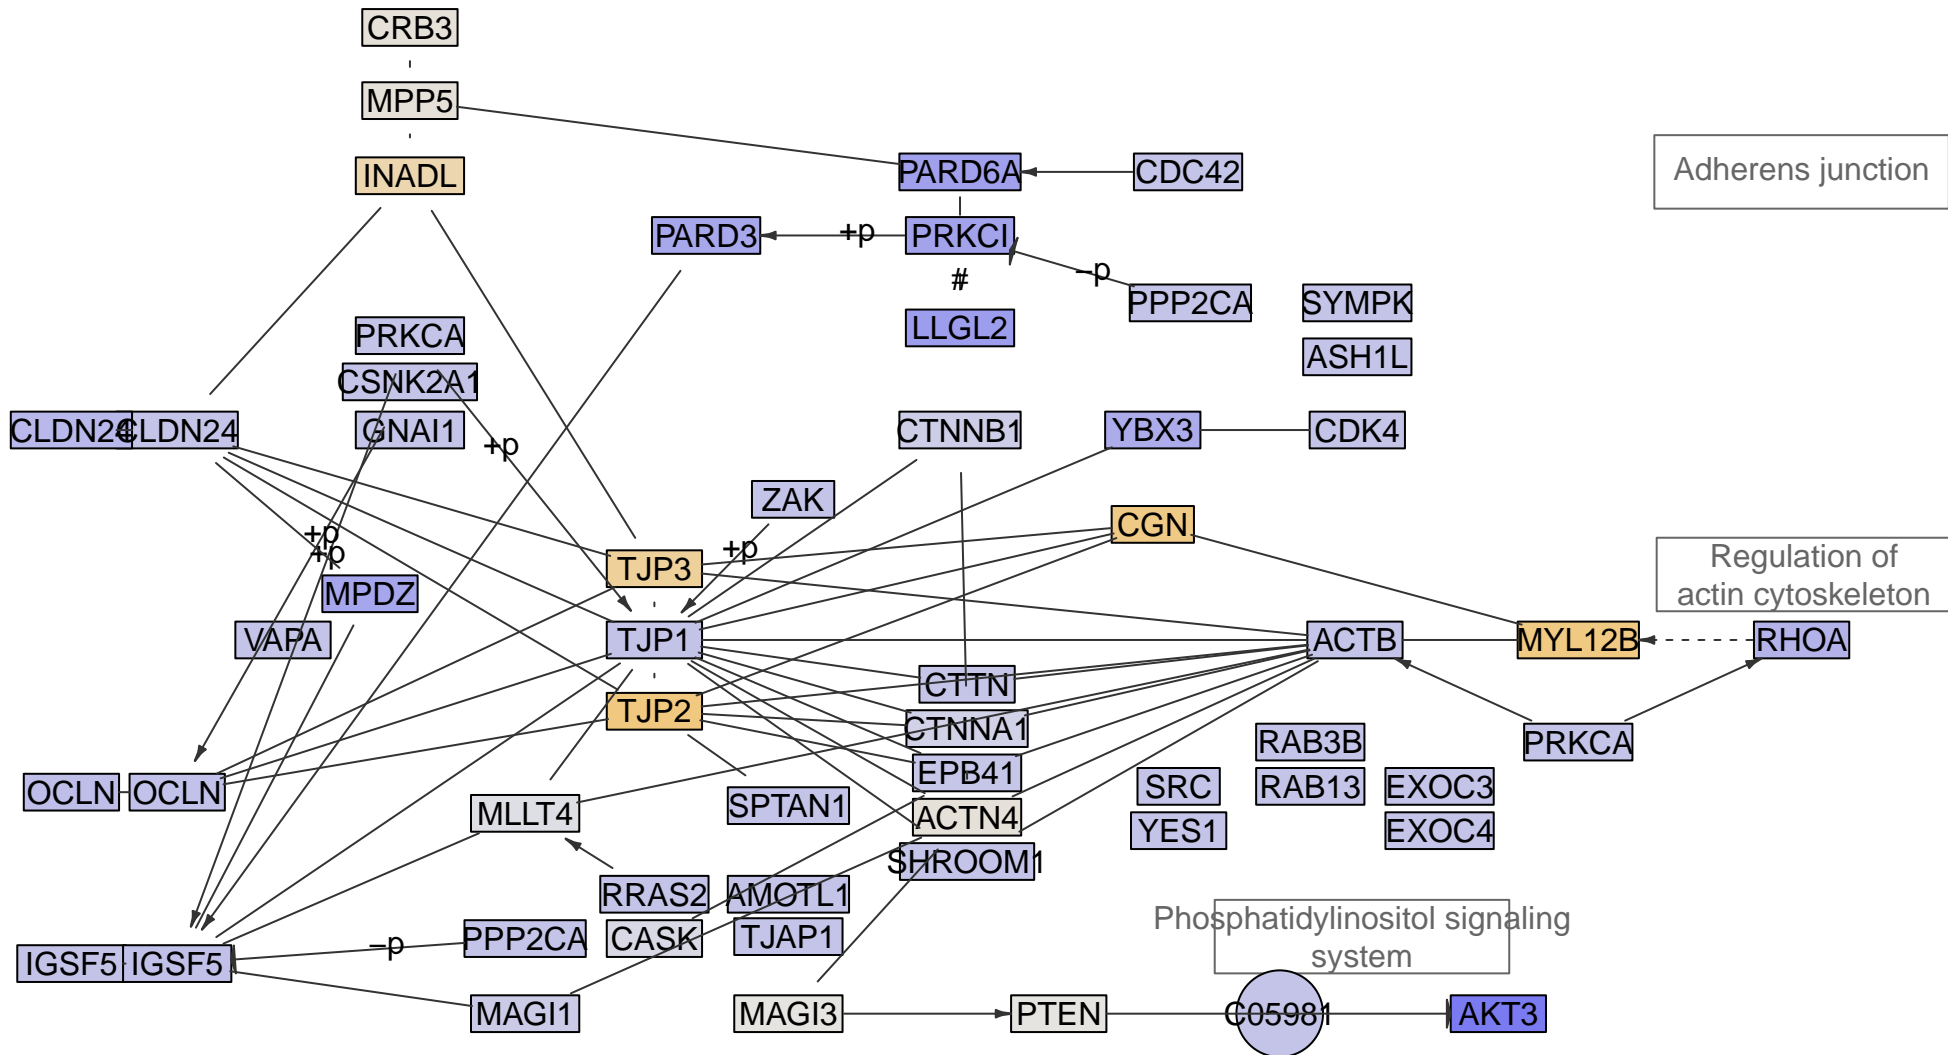 CRB3
MPP5
INADL
PARD6A
CDC42
Adherens junction
PARD3
+p
PRKCI
−p
#
PPP2CA
SYMPK
PRKCA
LLGL2
ASH1L
CSNK2A1
CLDN24
CLDN24
GNAI1
+p
CTNNB1
YBX3
CDK4
ZAK
CGN
+p
+p
+p
TJP3
Regulation of
actin cytoskeleton
MPDZ
VAPA
TJP1
ACTB
MYL12B
RHOA
CTTN
TJP2
CTNNA1
RAB3B
PRKCA
EPB41
OCLN
OCLN
SPTAN1
SRC
RAB13
EXOC3
MLLT4
ACTN4
YES1
EXOC4
SHROOM1
RRAS2
AMOTL1
Phosphatidylinositol signaling
system
PPP2CA
CASK
TJAP1
−p
IGSF5
IGSF5
MAGI1
MAGI3
PTEN
C05981
AKT3